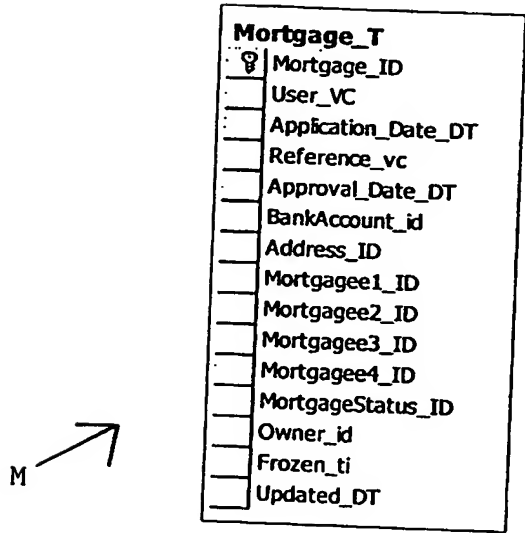 Mortgage_T
Mortgage_ID
User_VC
Application_Date_DT
Reference_vc
Approval_Date_DT
BankAccount_id
Address_ID
Mortgagee1_ID
Mortgagee2_ID
Mortgagee3_ID
Mortgagee4_ID
MortgageStatus_ID
Owner_id
Frozen_ti
Updated_DT
M